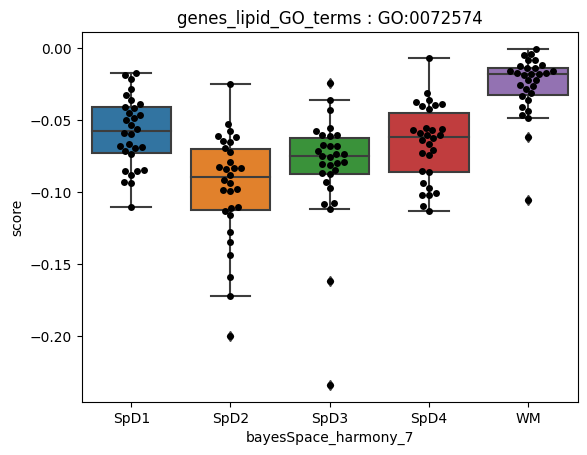 genes_lipid_GO_terms : GO:0072574
0.00
−0.05
−0.10
−0.15
−0.20
score
SpD1 SpD2 SpD3 SpD4 WM
bayesSpace_harmony_7